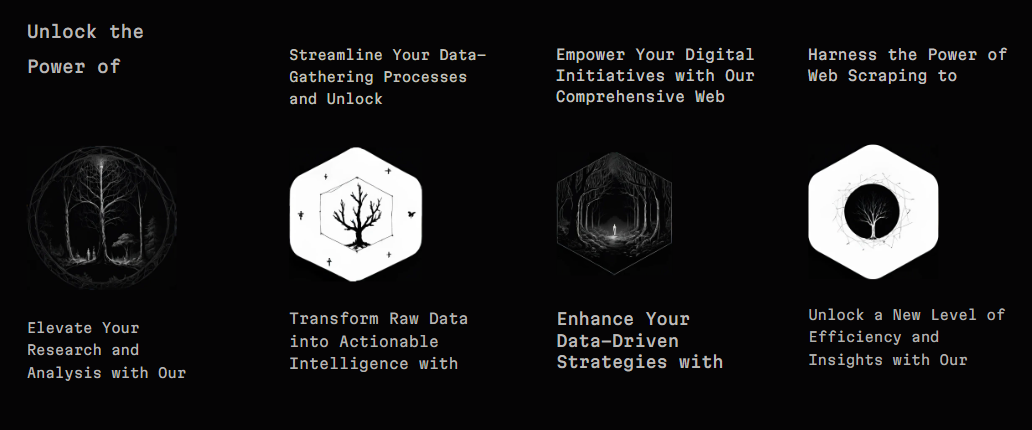 Unlock the
Power of
Streamline Your Data-
Gathering Processes
and Unlock
Empower Your Digital
Initiatives with Our
Comprehensive Web
Harness the Power of
Web Scraping to
Elevate Your
Research and
Analysis with Our
Transform Raw Data
into Actionable
Intelligence with
Enhance Your
Data-Driven
Strategies with
Unlock a New Level of
Efficiency and
Insights with Our